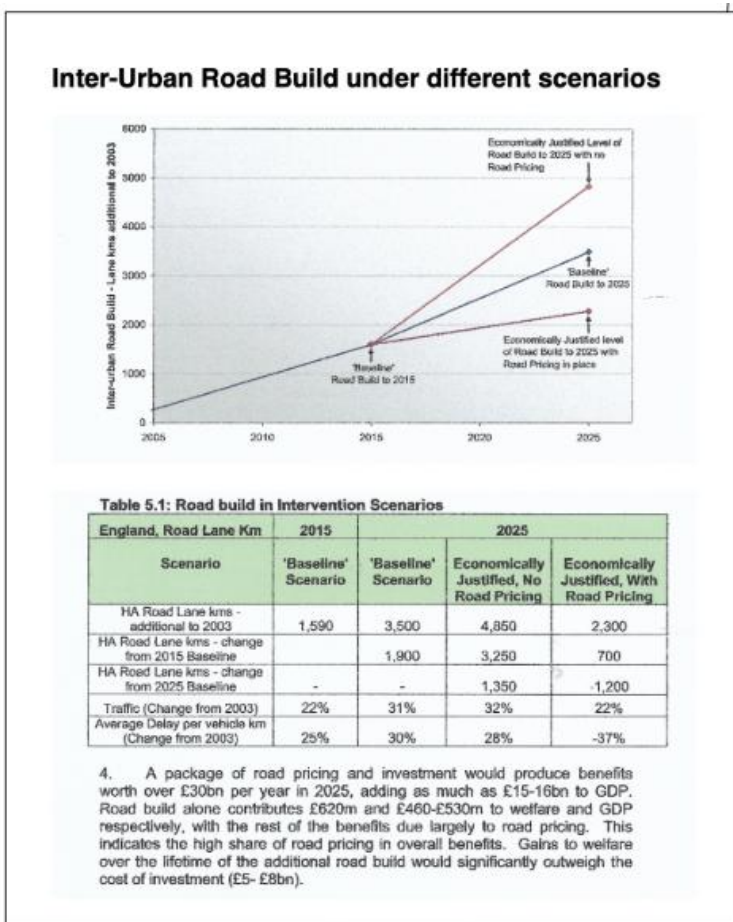 Inter-Urban Road Build under different scenarios
Inter-urban Road Build - Lane kms additional to 2003
6000
5000
4000
3000
2000
1000
0
2005
2010
2015
2020
2025
Economically Justified Level of
Road Build to 2025 with no
Road Pricing
'Baseline'
Road Build to 2025
Economically Justified level
of Road Build to 2025 with
Road Pricing in place
'Baseline'
Road Build to 2015
Table 5.1: Road build in Intervention Scenarios
England, Road Lane Km 2015 2025
Scenario 'Baseline' Scenario 'Baseline' Scenario Economically Justified, No Road Pricing Economically Justified, With Road Pricing
HA Road Lane kms -
additional to 2003 1,590 3,500 4,850 2,300
HA Road Lane kms - change
from 2015 Baseline 1,900 3,250 700
HA Road Lane kms - change
from 2025 Baseline - - 1,350 -1,200
Traffic (Change from 2003) 22% 31% 32% 22%
Average Delay per vehicle km
(Change from 2003) 25% 30% 28% -37%
4. A package of road pricing and investment would produce benefits
worth over £30bn per year in 2025, adding as much as £15-16bn to GDP.
Road build alone contributes £620m and £460-£530m to welfare and GDP
respectively, with the rest of the benefits due largely to road pricing. This
indicates the high share of road pricing in overall benefits. Gains to welfare
over the lifetime of the additional road build would significantly outweigh the
cost of investment (£5- £8bn).